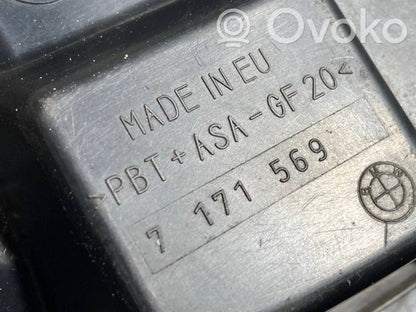 Ovoko
MADE IN EU
>PBT+ASA-GF20<
7 171 569